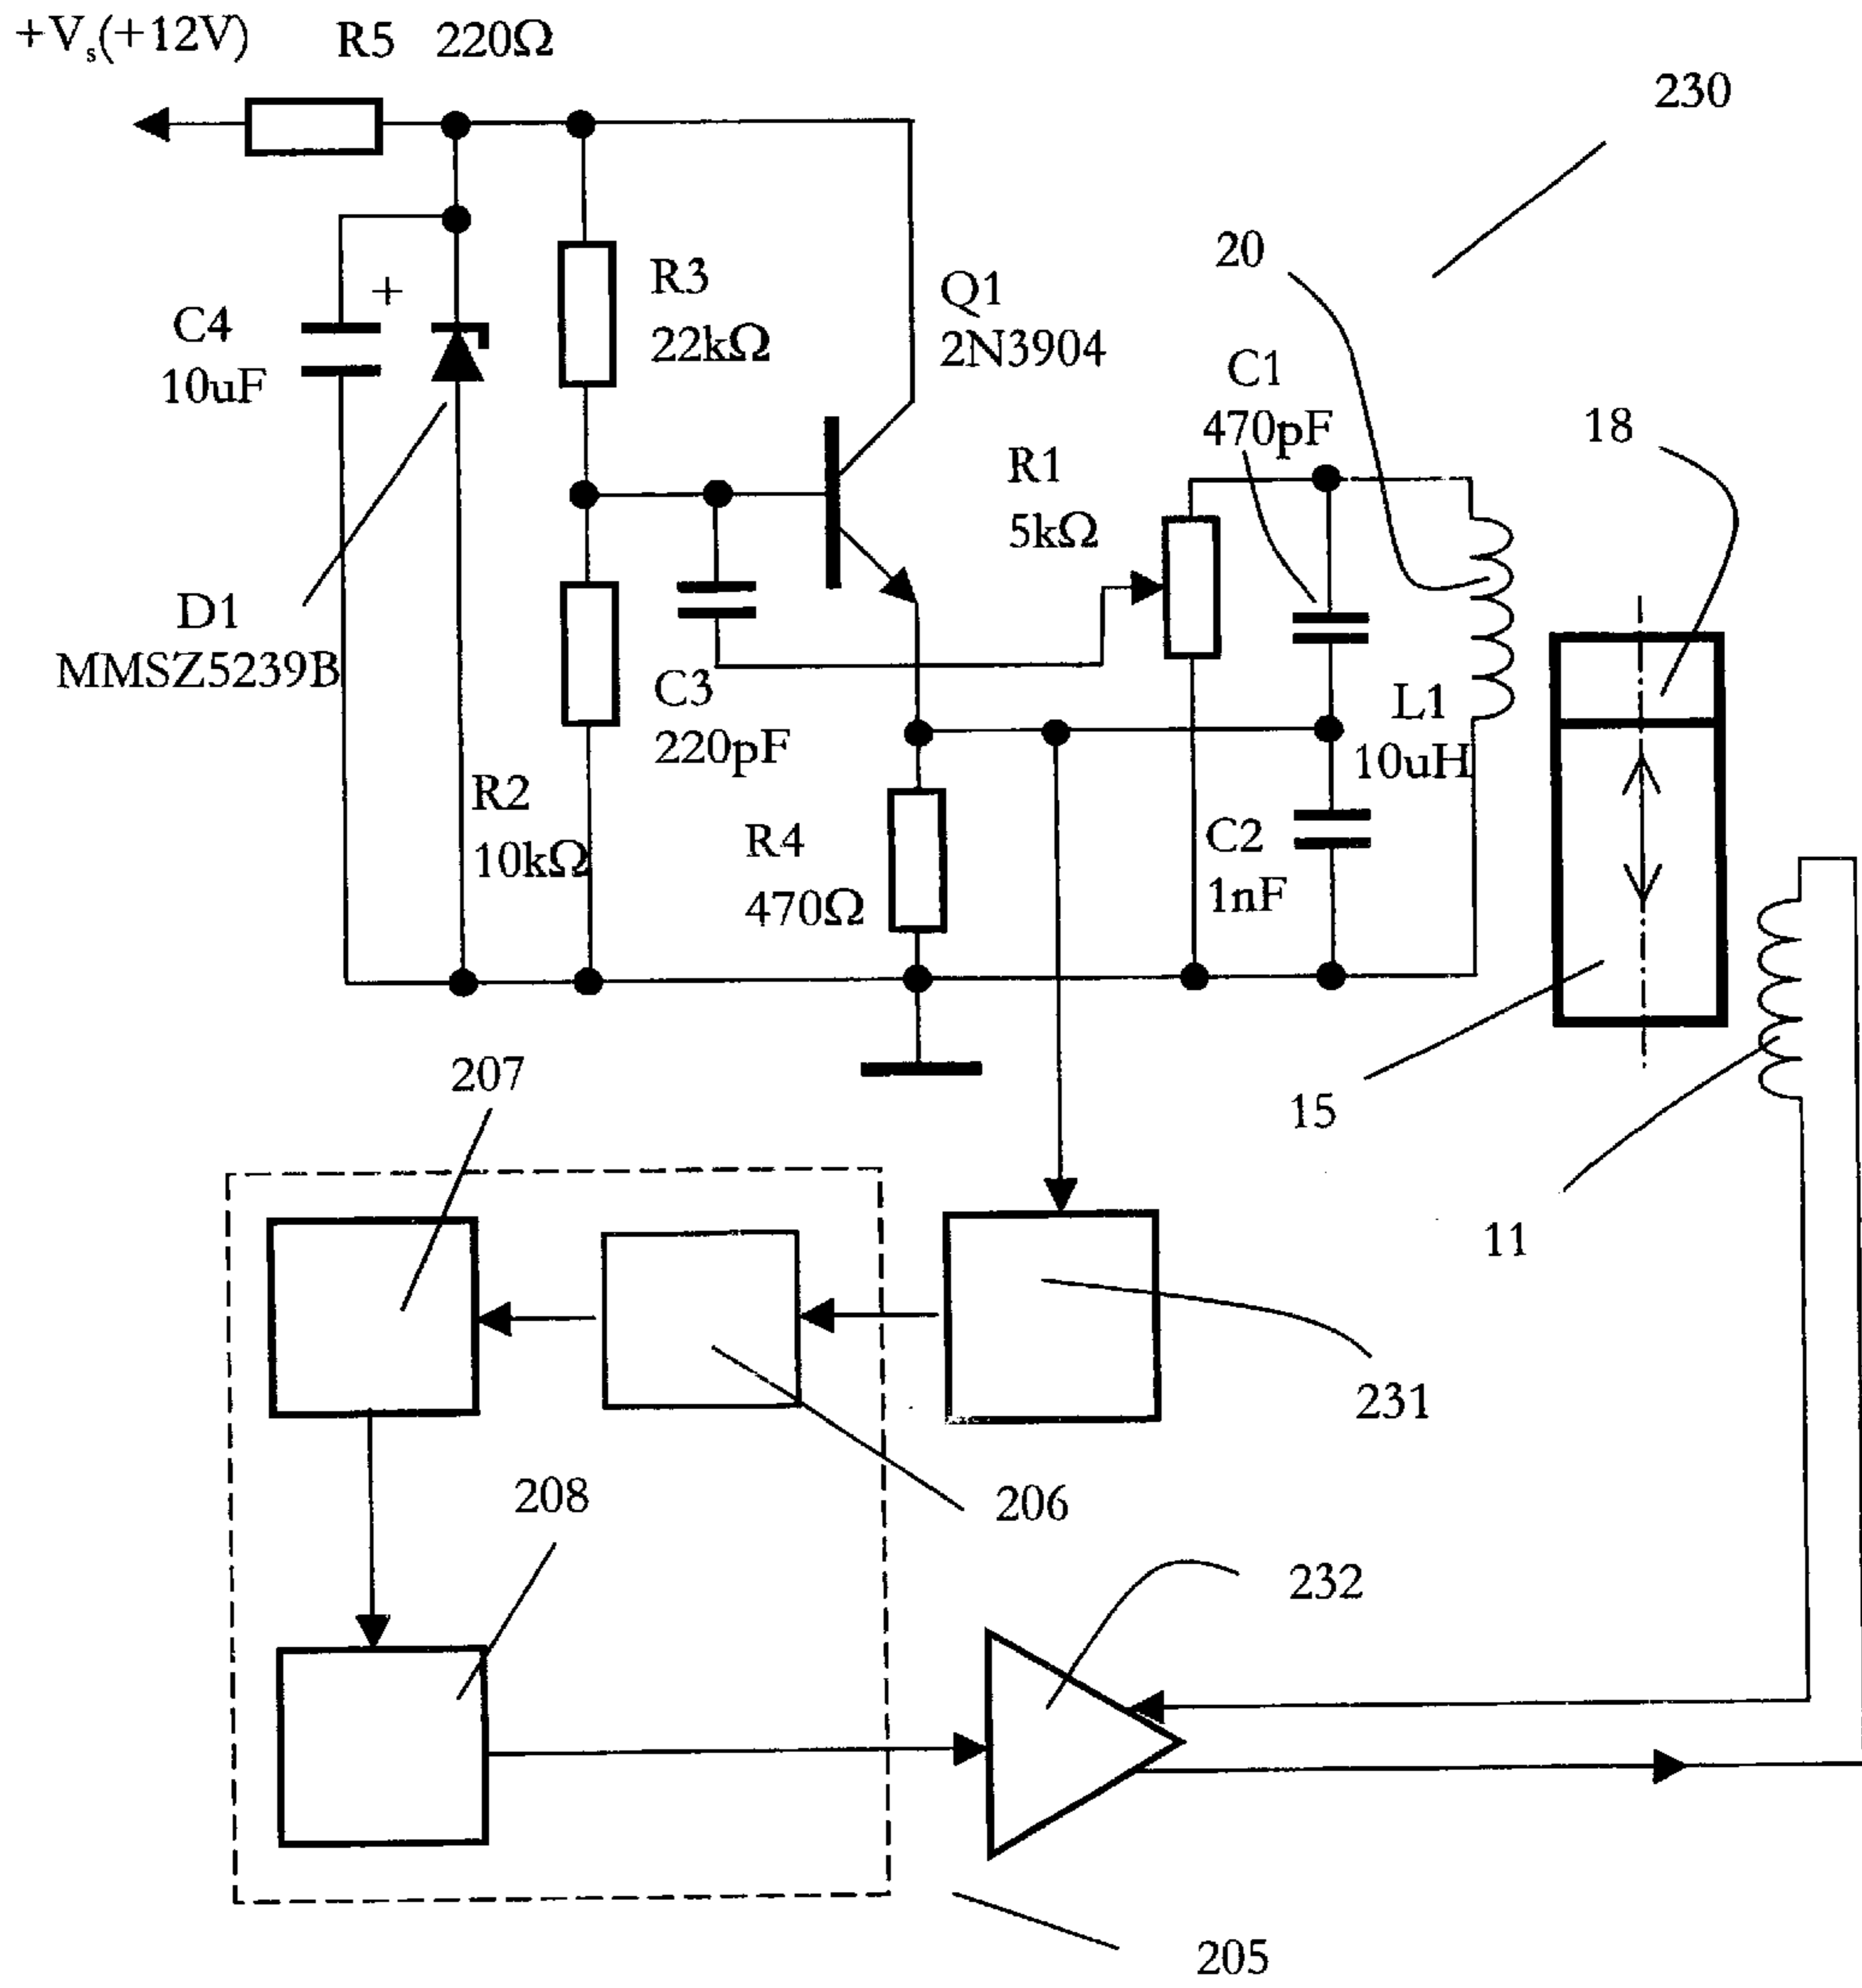 +Vs(+12V)
R5 220Ω
230
20
R3
22kΩ
Q1
2N3904
C4
10uF
+
C1
470pF
18
R1
5kΩ
D1
MMSZ5239B
C3
220pF
L1
10uH
R2
10kΩ
R4
470Ω
C2
1nF
207
15
11
231
208
206
232
205